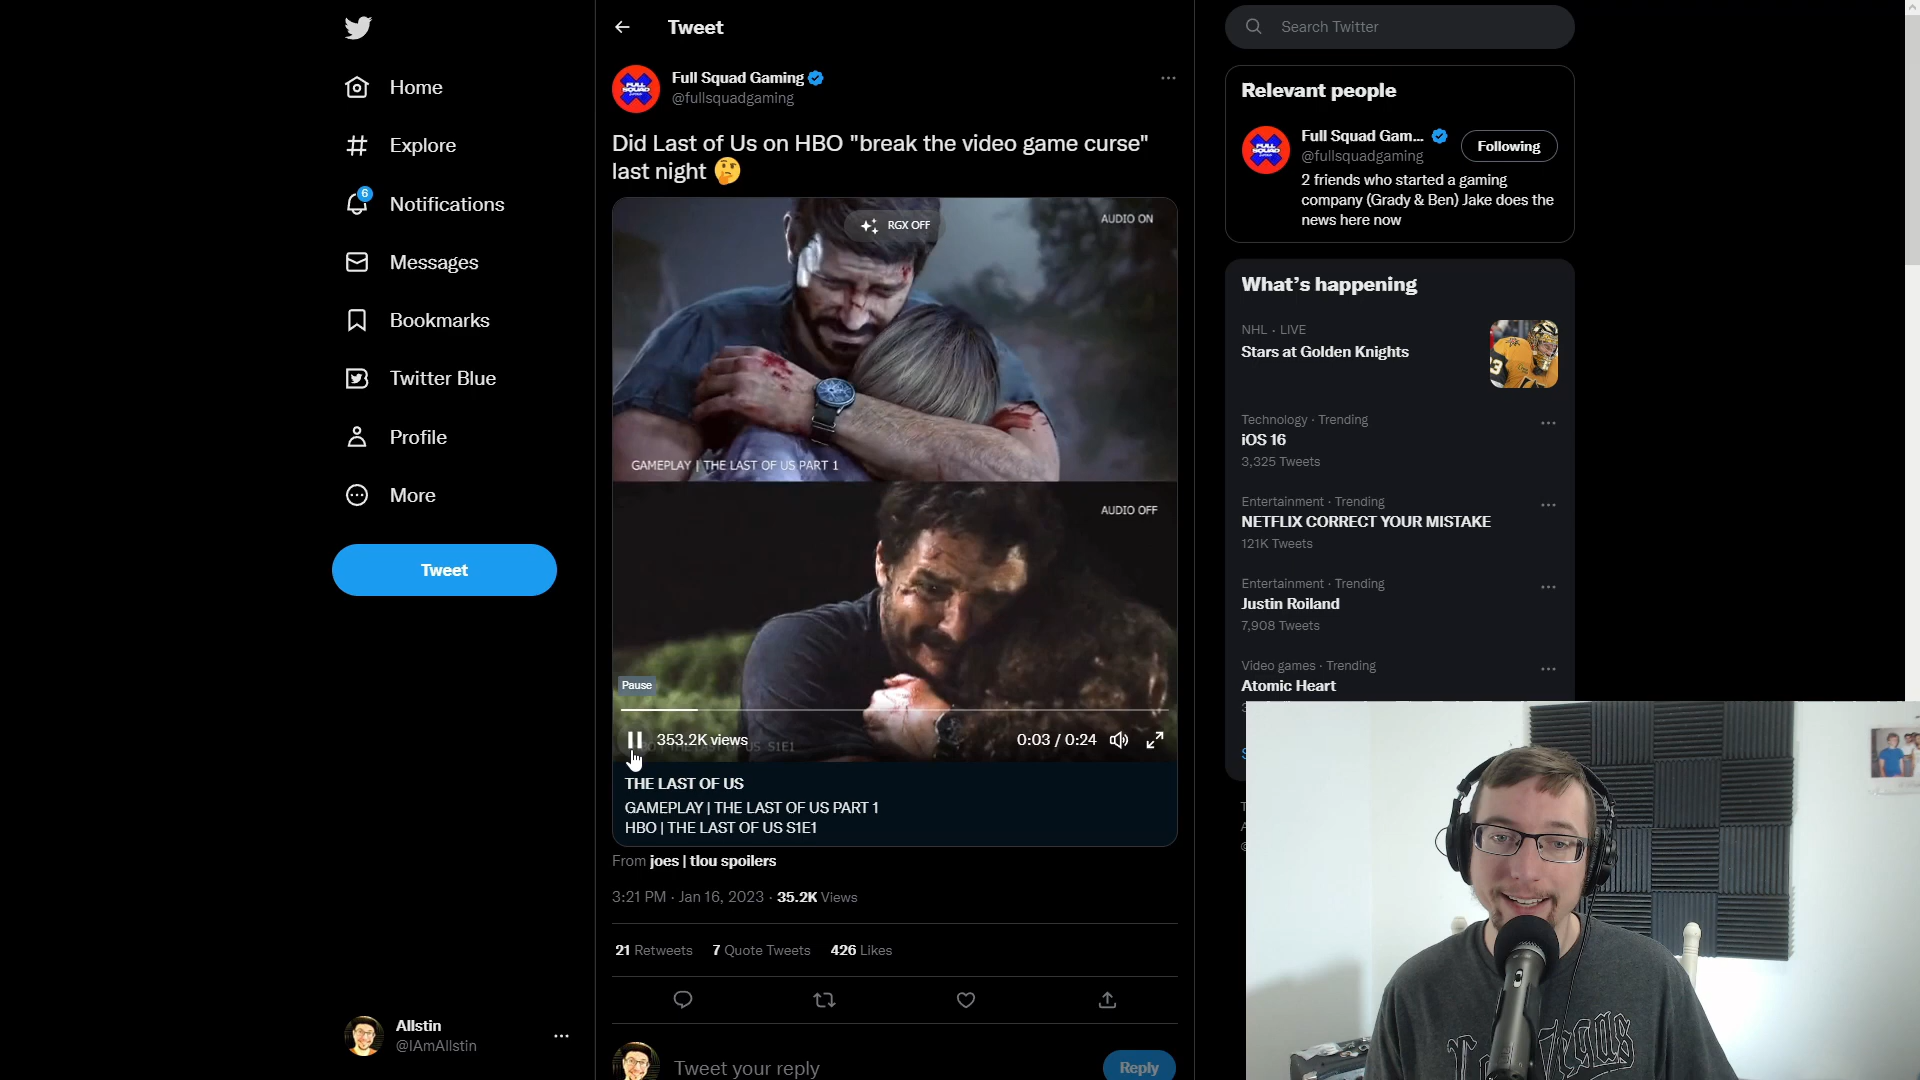 Home
Explore
6
Notifications
Messages
Bookmarks
Twitter Blue
Profile
More
Tweet
Allstin
@IAmAllstin
Tweet
Full Squad Gaming
@fullsquadgaming
Did Last of Us on HBO "break the video game curse"
last night
RGX OFF
AUDIO ON
GAMEPLAY | THE LAST OF US PART 1
AUDIO OFF
Pause
353.2K views
0:03 / 0:24
THE LAST OF US
GAMEPLAY | THE LAST OF US PART 1
HBO | THE LAST OF US S1E1
From joes | tlou spoilers
3:21 PM · Jan 16, 2023 · 35.2K Views
21 Retweets 7 Quote Tweets 426 Likes
Tweet your reply
Reply
Search Twitter
Relevant people
Full Squad Gam...
@fullsquadgaming
Following
2 friends who started a gaming
company (Grady & Ben) Jake does the
news here now
What's happening
NHL · LIVE
Stars at Golden Knights
Technology · Trending
iOS 16
3,325 Tweets
Entertainment · Trending
NETFLIX CORRECT YOUR MISTAKE
121K Tweets
Entertainment · Trending
Justin Roiland
7,908 Tweets
Video games · Trending
Atomic Heart